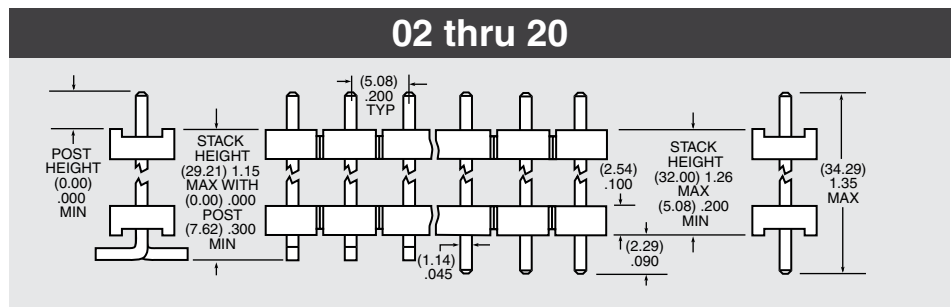 02 thru 20
POST
HEIGHT
(0.00)
.000
MIN
STACK
HEIGHT
(29.21) 1.15
MAX WITH
(0.00) .000
POST
(7.62) .300
MIN
(5.08)
.200
TYP
(1.14)
.045
(2.54)
.100
(2.29)
.090
STACK
HEIGHT
(32.00) 1.26
MAX
(5.08) .200
MIN
(34.29)
1.35
MAX